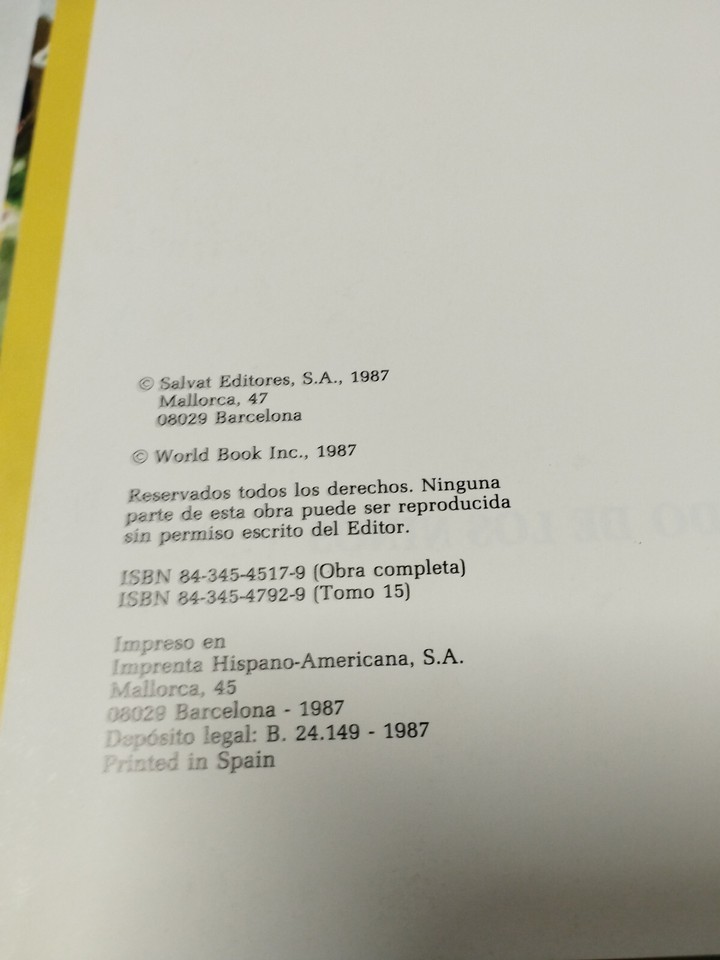 © Salvat Editores, S.A., 1987
Mallorca, 47
08029 Barcelona
© World Book Inc., 1987
Reservados todos los derechos. Ninguna
parte de esta obra puede ser reproducida
sin permiso escrito del Editor.
ISBN 84-345-4517-9 (Obra completa)
ISBN 84-345-4792-9 (Tomo 15)
Impreso en
Imprenta Hispano-Americana, S.A.
Mallorca, 45
08029 Barcelona - 1987
Depósito legal: B. 24.149 - 1987
Printed in Spain